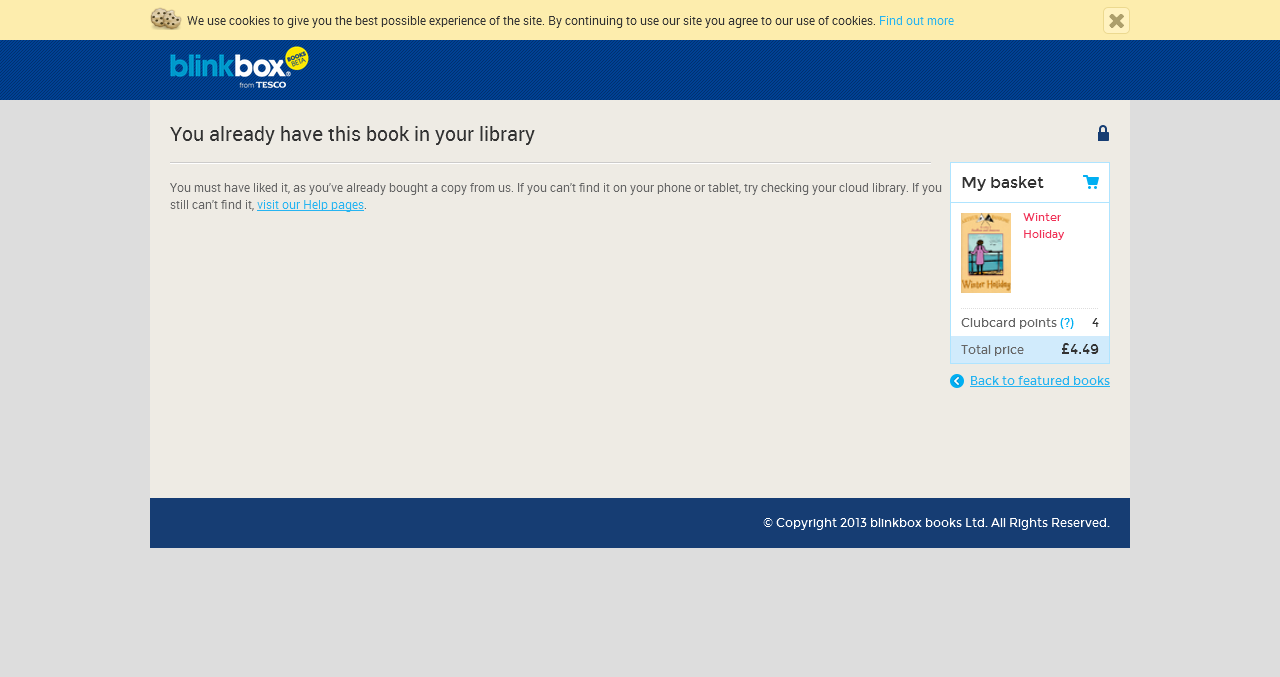 We use cookies to give you the best possible experience of the site. By continuing to use our site you agree to our use of cookies. Find out more
blinkbox
BOOKS
BETA
from TESCO
You already have this book in your library
You must have liked it, as you've already bought a copy from us. If you can't find it on your phone or tablet, try checking your cloud library. If you
still can't find it, visit our Help pages.
My basket
Winter
Holiday
Winter Holiday
Clubcard points (?) 4
Total price £4.49
Back to featured books
© Copyright 2013 blinkbox books Ltd. All Rights Reserved.